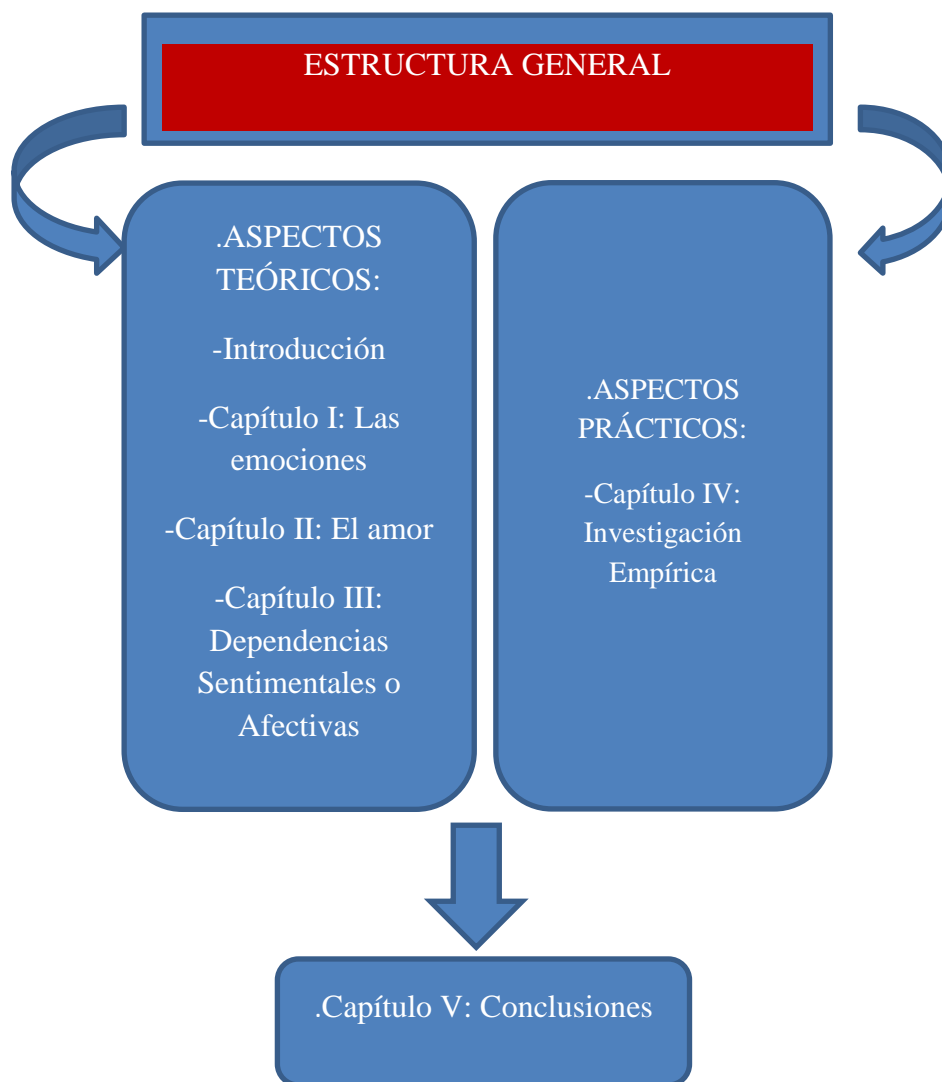 ESTRUCTURA GENERAL
.ASPECTOS
TEÓRICOS:
-Introducción
-Capítulo I: Las
emociones
-Capítulo II: El amor
-Capítulo III:
Dependencias
Sentimentales o
Afectivas
.ASPECTOS
PRÁCTICOS:
-Capítulo IV:
Investigación
Empírica
.Capítulo V: Conclusiones